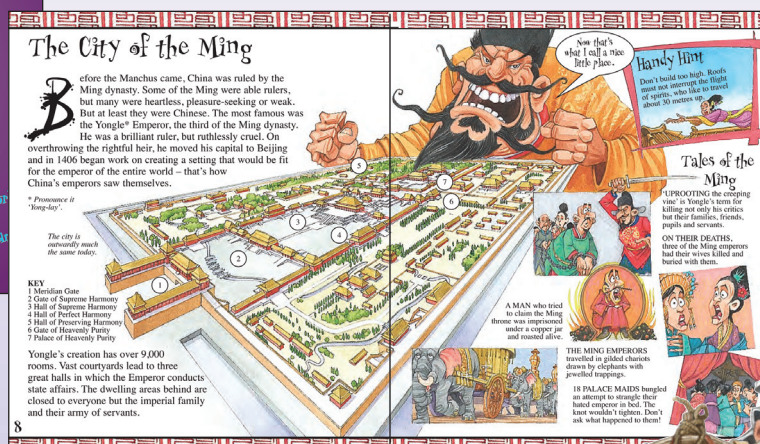 The City of the Ming
Before the Manchus came, China was ruled by the
Ming dynasty. Some of the Ming were able rulers,
but many were heartless, pleasure-seeking or weak.
But at least they were Chinese. The most famous was
the Yongle* Emperor, the third of the Ming dynasty.
He was a brilliant ruler, but ruthlessly cruel. On
overthrowing the rightful heir, he moved his capital to Beijing
and in 1406 began work on creating a setting that would be fit
for the emperor of the entire world – that's how
China's emperors saw themselves.
* Pronounce it
'Yong-lay'.
The city is
outwardly much
the same today.
KEY
1 Meridian Gate
2 Gate of Supreme Harmony
3 Hall of Supreme Harmony
4 Hall of Perfect Harmony
5 Hall of Preserving Harmony
6 Gate of Heavenly Purity
7 Palace of Heavenly Purity
Yongle's creation has over 9,000
rooms. Vast courtyards lead to three
great halls in which the Emperor conducts
state affairs. The dwelling areas behind are
closed to everyone but the imperial family
and their army of servants.
8
1
2
3
4
5
6
7
Now that's
what I call a nice
little place.
Handy Hint
Don't build too high. Roofs
must not interrupt the flight
of spirits, who like to travel
about 30 metres up.
Tales of the
Ming
'UPROOTING the creeping
vine' is Yongle's term for
killing not only his critics
but their families, friends,
pupils and servants.
ON THEIR DEATHS,
three of the Ming emperors
had their wives killed and
buried with them.
A MAN who tried
to claim the Ming
throne was imprisoned
under a copper jar
and roasted alive.
THE MING EMPERORS
travelled in gilded chariots
drawn by elephants with
jewelled trappings.
18 PALACE MAIDS bungled
an attempt to strangle their
hated emperor in bed. The
knot wouldn't tighten. Don't
ask what happened to them!